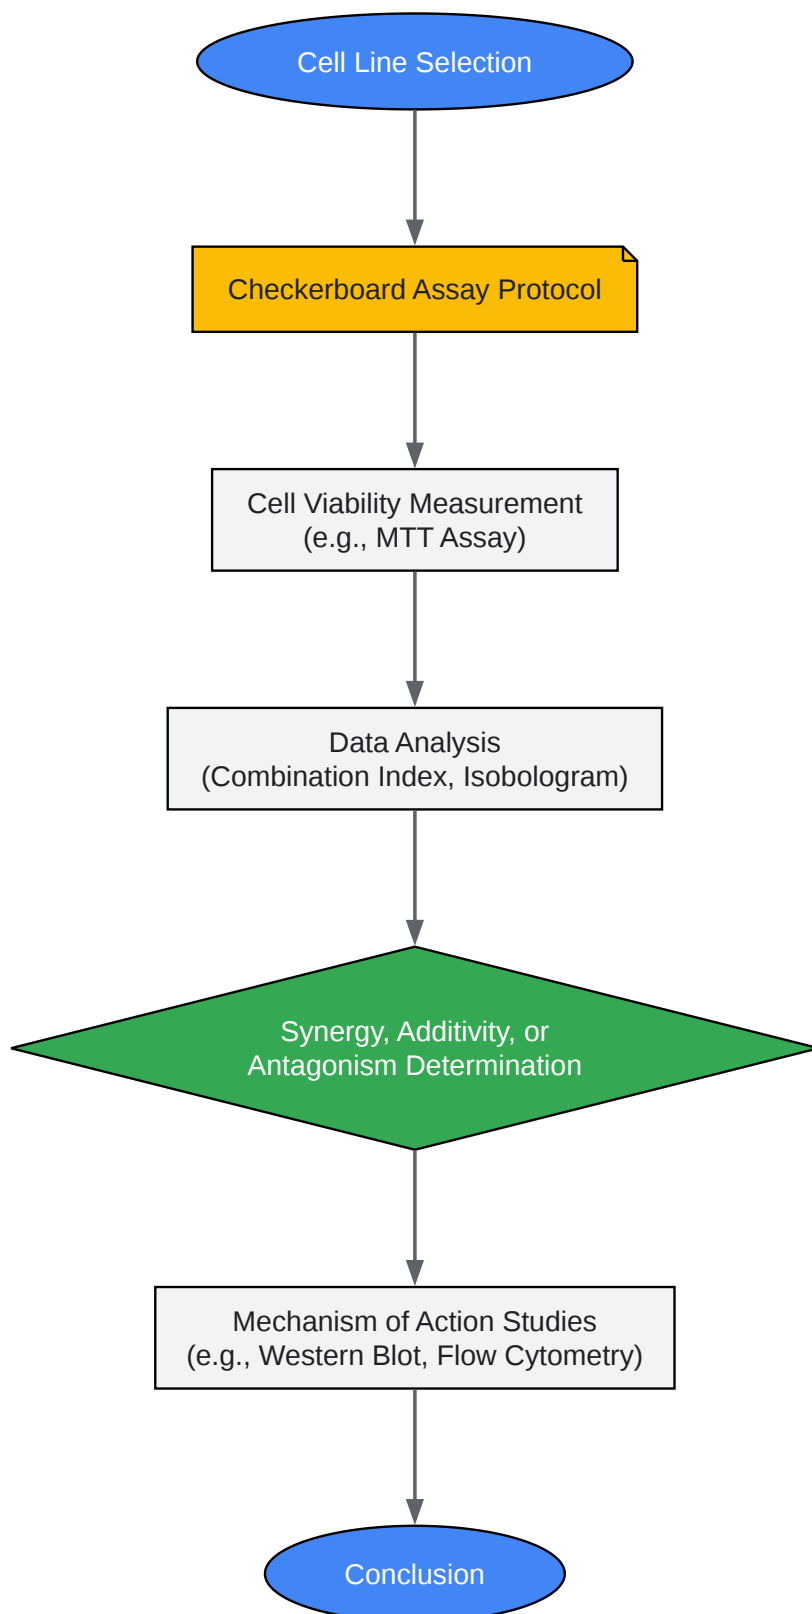 Cell Line Selection
Checkerboard Assay Protocol
Cell Viability Measurement
(e.g., MTT Assay)
Data Analysis
(Combination Index, Isobologram)
Synergy, Additivity, or
Antagonism Determination
Mechanism of Action Studies
(e.g., Western Blot, Flow Cytometry)
Conclusion